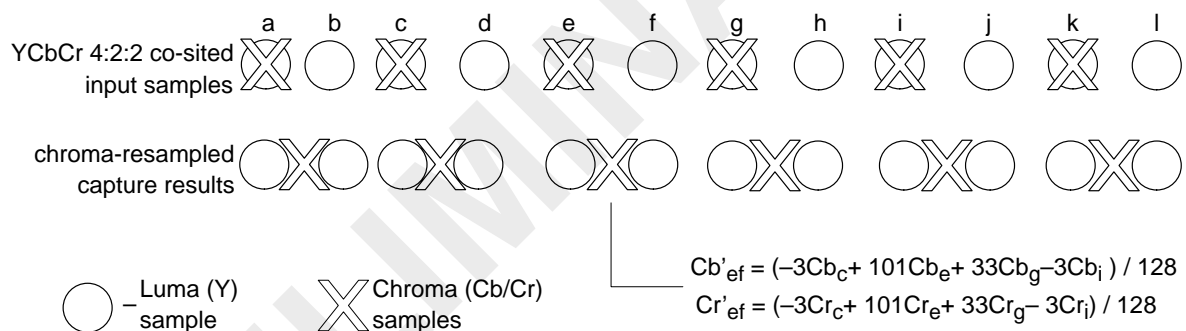 a b c d e f g h i j k l
YCbCr 4:2:2 co-sited
input samples
chroma-resampled
capture results
Cb'ef = (–3Cbc+ 101Cbe+ 33Cbg–3Cbi ) / 128
Cr'ef = (–3Crc+ 101Cre+ 33Crg– 3Cri) / 128
– Luma (Y)
sample
Chroma (Cb/Cr)
samples